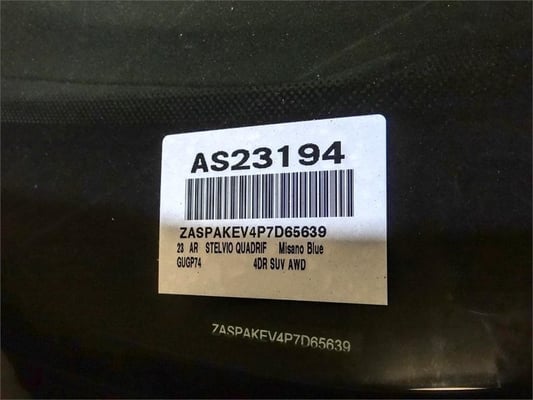 AS23194
ZASPAKEV4P7D65639
23 AR STELVIO QUADRIF Misano Blue
GUGP74 4DR SUV AWD
ZASPAKEV4P7D65639